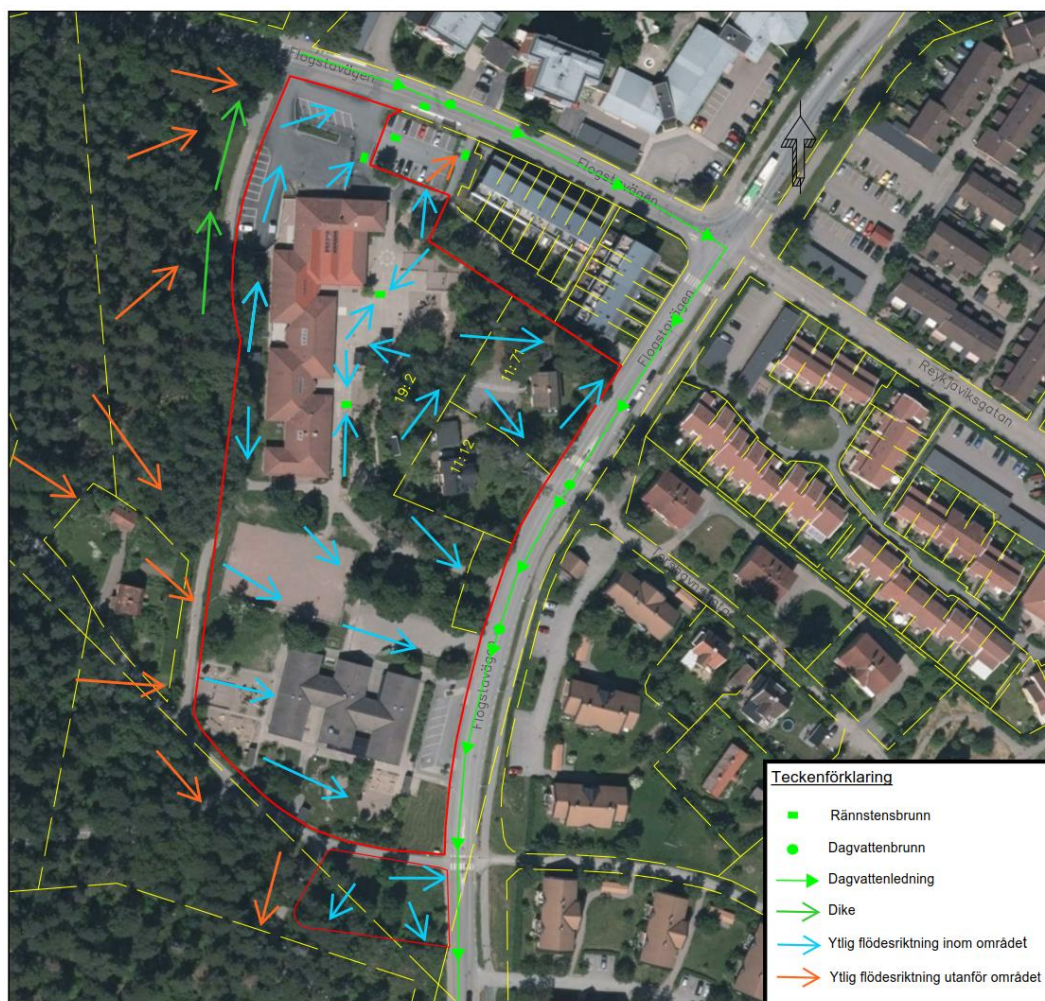 Flogstavägen
Flogstavägen
Flogstavägen
Reykjaviksgatan
11:71
19:2
11:12
Flogstavägen
Teckenförklaring
Rännstensbrunn
Dagvattenbrunn
Dagvattenledning
Dike
Ytlig flödesriktning inom området
Ytlig flödesriktning utanför området